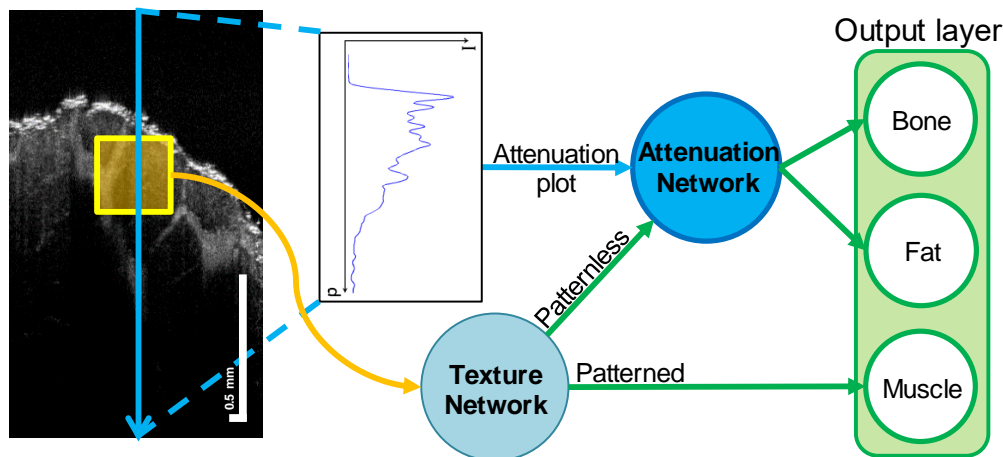 Output layer
I
Bone
Attenuation
plot
Attenuation
Network
Fat
Patternless
d
0.5 mm
Texture
Network
Patterned
Muscle